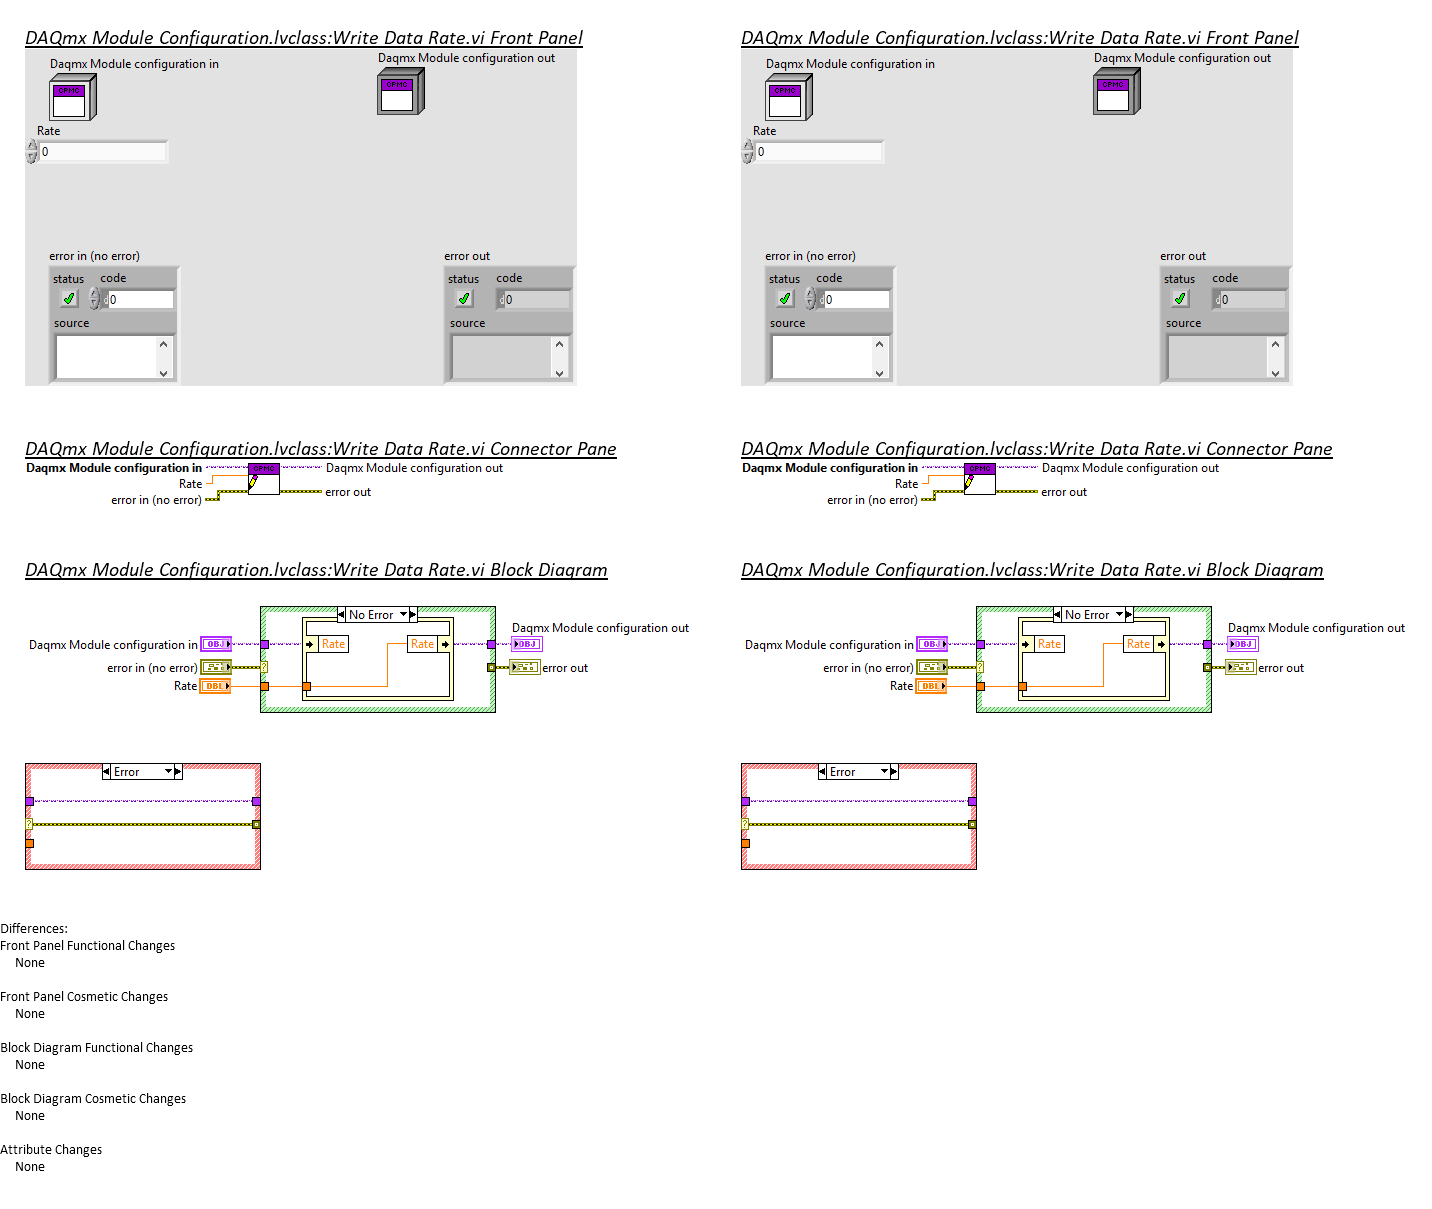 DAQmx Module Configuration.lvclass:Write Data Rate.vi Front Panel
Daqmx Module configuration in
Daqmx Module configuration out
CPMC
CPMC
Rate
0
error in (no error)
error out
status code
status code
d0
d0
source
source
DAQmx Module Configuration.lvclass:Write Data Rate.vi Front Panel
Daqmx Module configuration in
Daqmx Module configuration out
CPMC
CPMC
Rate
0
error in (no error)
error out
status code
status code
d0
d0
source
source
DAQmx Module Configuration.lvclass:Write Data Rate.vi Connector Pane
Daqmx Module configuration in
CPMC
Daqmx Module configuration out
Rate
error in (no error)
error out
DAQmx Module Configuration.lvclass:Write Data Rate.vi Connector Pane
Daqmx Module configuration in
CPMC
Daqmx Module configuration out
Rate
error in (no error)
error out
DAQmx Module Configuration.lvclass:Write Data Rate.vi Block Diagram
No Error
Daqmx Module configuration in
OBJ
Rate
Rate
Daqmx Module configuration out
OBJ
error in (no error)
?
error out
Rate
DBL
Error
?
DAQmx Module Configuration.lvclass:Write Data Rate.vi Block Diagram
No Error
Daqmx Module configuration in
OBJ
Rate
Rate
Daqmx Module configuration out
OBJ
error in (no error)
?
error out
Rate
DBL
Error
?
Differences:
Front Panel Functional Changes
None
Front Panel Cosmetic Changes
None
Block Diagram Functional Changes
None
Block Diagram Cosmetic Changes
None
Attribute Changes
None